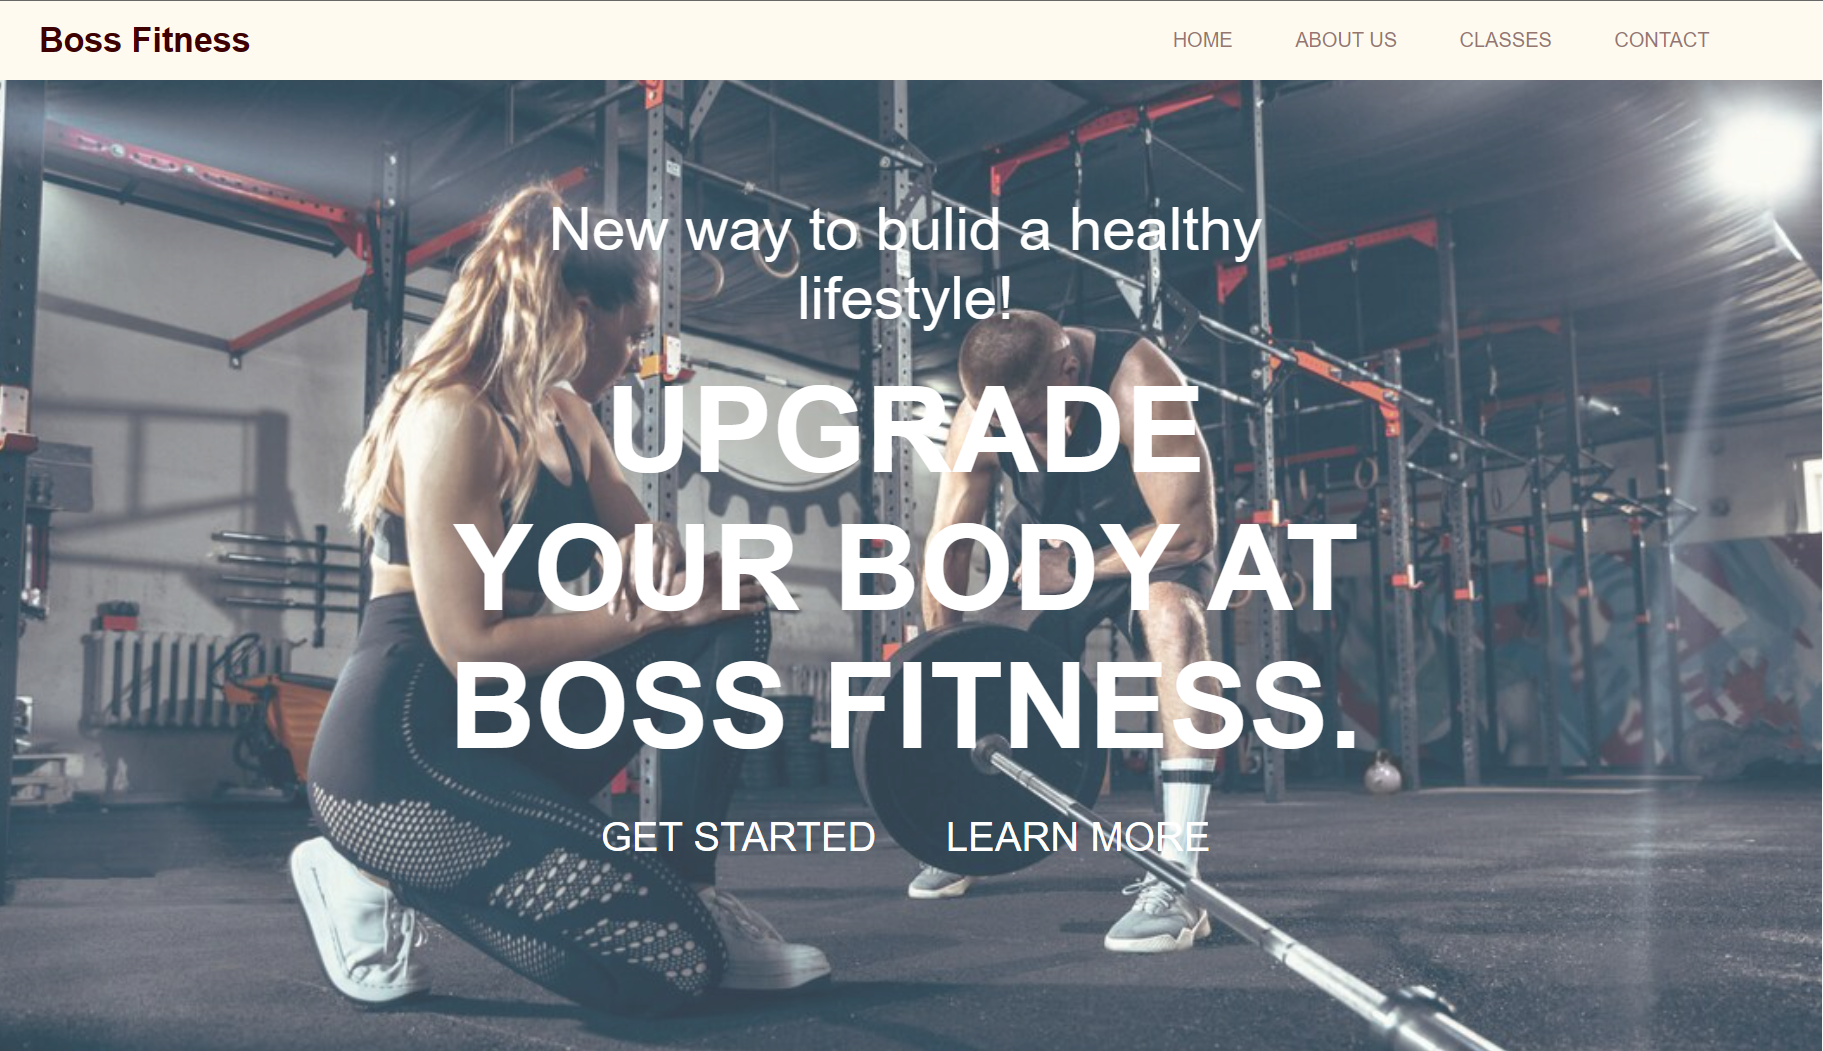 Boss Fitness
HOME ABOUT US CLASSES CONTACT
New way to bulid a healthy
lifestyle!
UPGRADE
YOUR BODY AT
BOSS FITNESS.
GET STARTED LEARN MORE